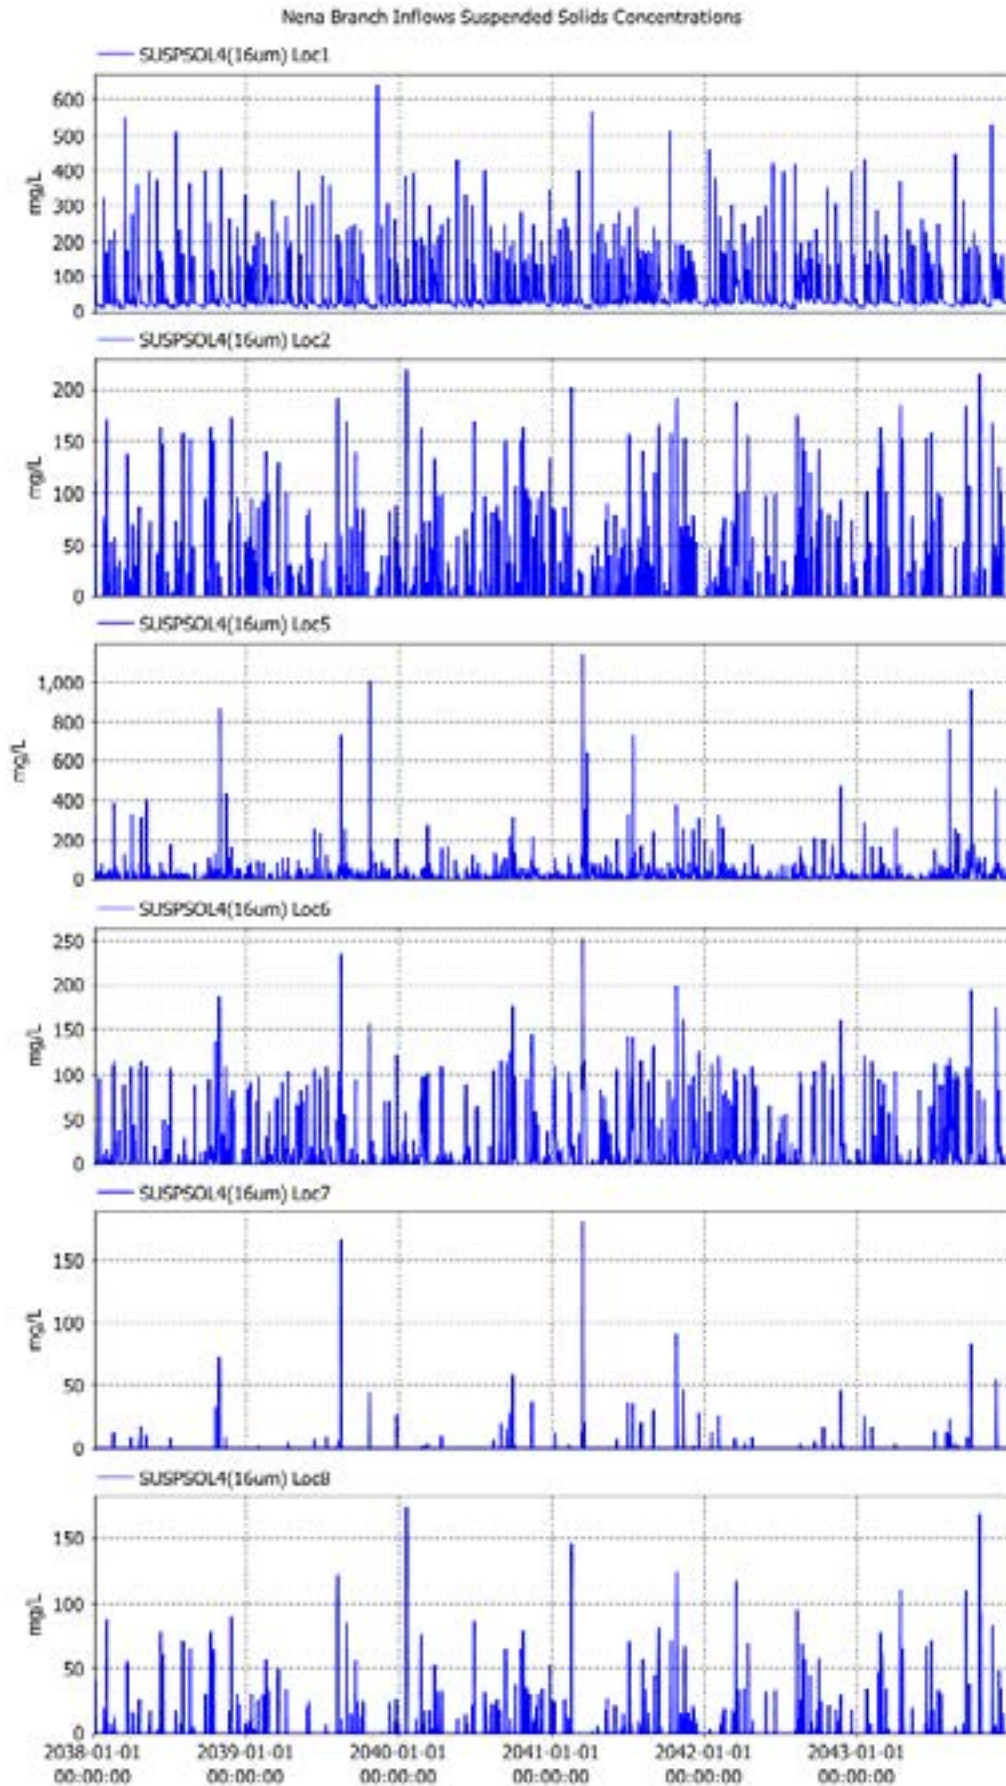 Nena Branch Inflows Suspended Solids Concentrations
SUSPSOL4(16um) Loc1
600
500
400
300
200
100
0
mg/L
SUSPSOL4(16um) Loc2
200
150
100
50
0
mg/L
SUSPSOL4(16um) Loc5
1,000
800
600
400
200
0
mg/L
SUSPSOL4(16um) Loc6
250
200
150
100
50
0
mg/L
SUSPSOL4(16um) Loc7
150
100
50
0
mg/L
SUSPSOL4(16um) Loc8
150
100
50
0
mg/L
2038-01-01 2039-01-01 2040-01-01 2041-01-01 2042-01-01 2043-01-01
00:00:00 00:00:00 00:00:00 00:00:00 00:00:00 00:00:00